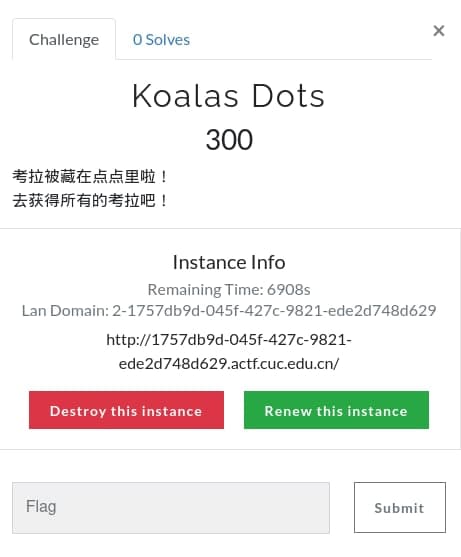 Challenge
0 Solves
×
Koalas Dots
300
考拉被藏在点点里啦！
去获得所有的考拉吧！
Instance Info
Remaining Time: 6908s
Lan Domain: 2-1757db9d-045f-427c-9821-ede2d748d629
http://1757db9d-045f-427c-9821-
ede2d748d629.actf.cuc.edu.cn/
Destroy this instance
Renew this instance
Flag
Submit